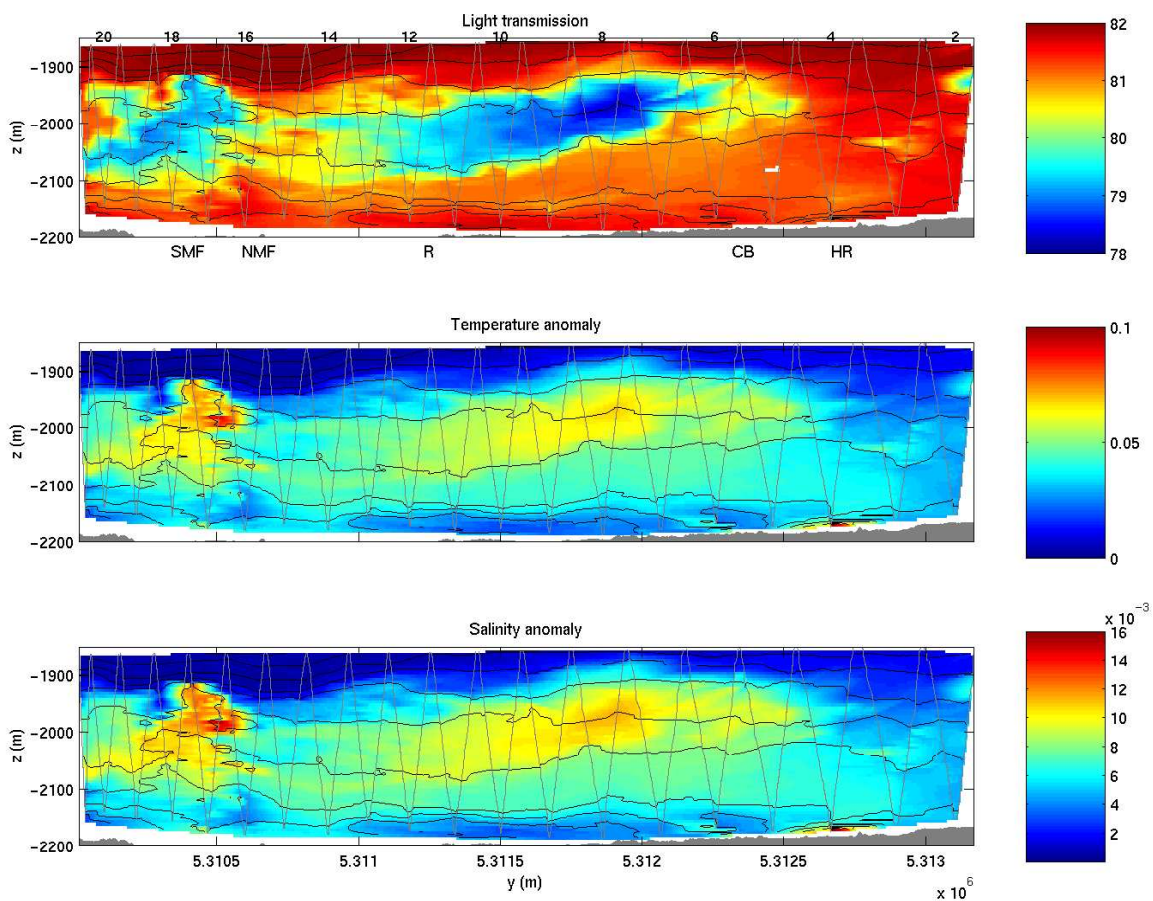 Light transmission
20 18 16 14 12 10 8 6 4 2
82
81
80
79
78
−1900
−2000
−2100
−2200
z (m)
SMF NMF R CB HR
Temperature anomaly
0.1
0.05
0
−1900
−2000
−2100
−2200
z (m)
x 10⁻³
Salinity anomaly
16
14
12
10
8
6
4
2
−1900
−2000
−2100
−2200
z (m)
5.3105 5.311 5.3115 5.312 5.3125 5.313
y (m)
x 10⁶